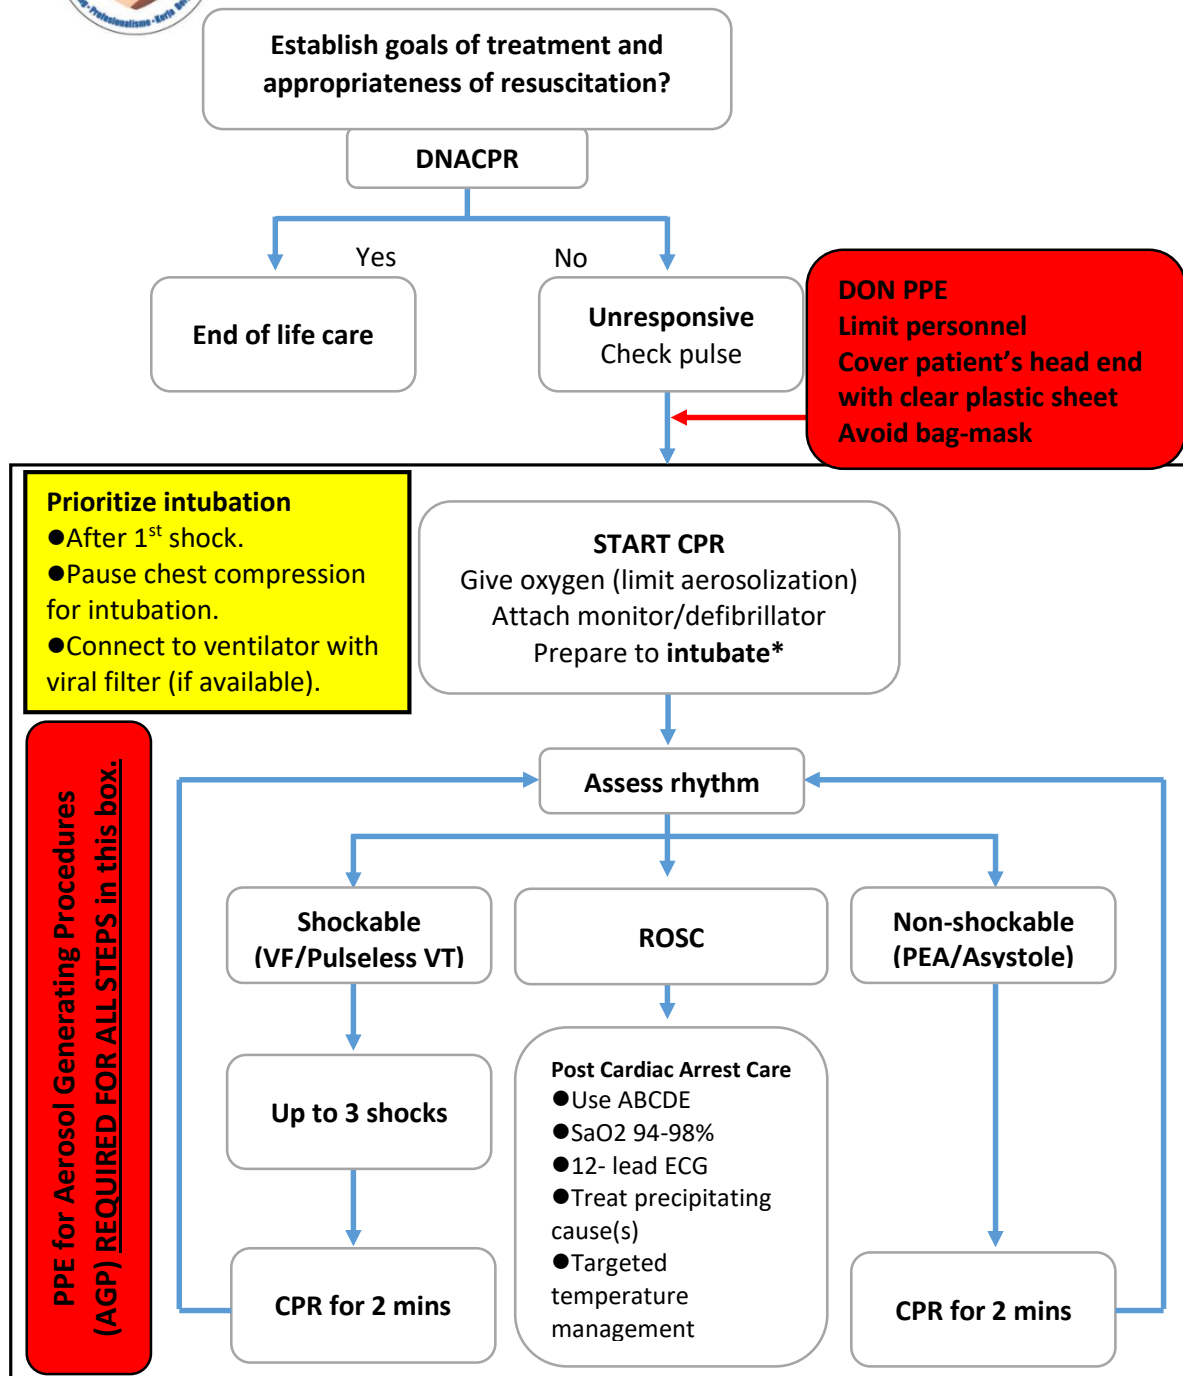 Profesionalisme · Kerja
Establish goals of treatment and
appropriateness of resuscitation?
DNACPR
Yes
No
End of life care
Unresponsive
Check pulse
DON PPE
Limit personnel
Cover patient’s head end
with clear plastic sheet
Avoid bag-mask
Prioritize intubation
●After 1st shock.
●Pause chest compression
for intubation.
●Connect to ventilator with
viral filter (if available).
START CPR
Give oxygen (limit aerosolization)
Attach monitor/defibrillator
Prepare to intubate*
PPE for Aerosol Generating Procedures
(AGP) REQUIRED FOR ALL STEPS in this box.
Assess rhythm
Shockable
(VF/Pulseless VT)
ROSC
Non-shockable
(PEA/Asystole)
Up to 3 shocks
Post Cardiac Arrest Care
●Use ABCDE
●SaO2 94-98%
●12- lead ECG
●Treat precipitating
cause(s)
●Targeted
temperature
management
CPR for 2 mins
CPR for 2 mins